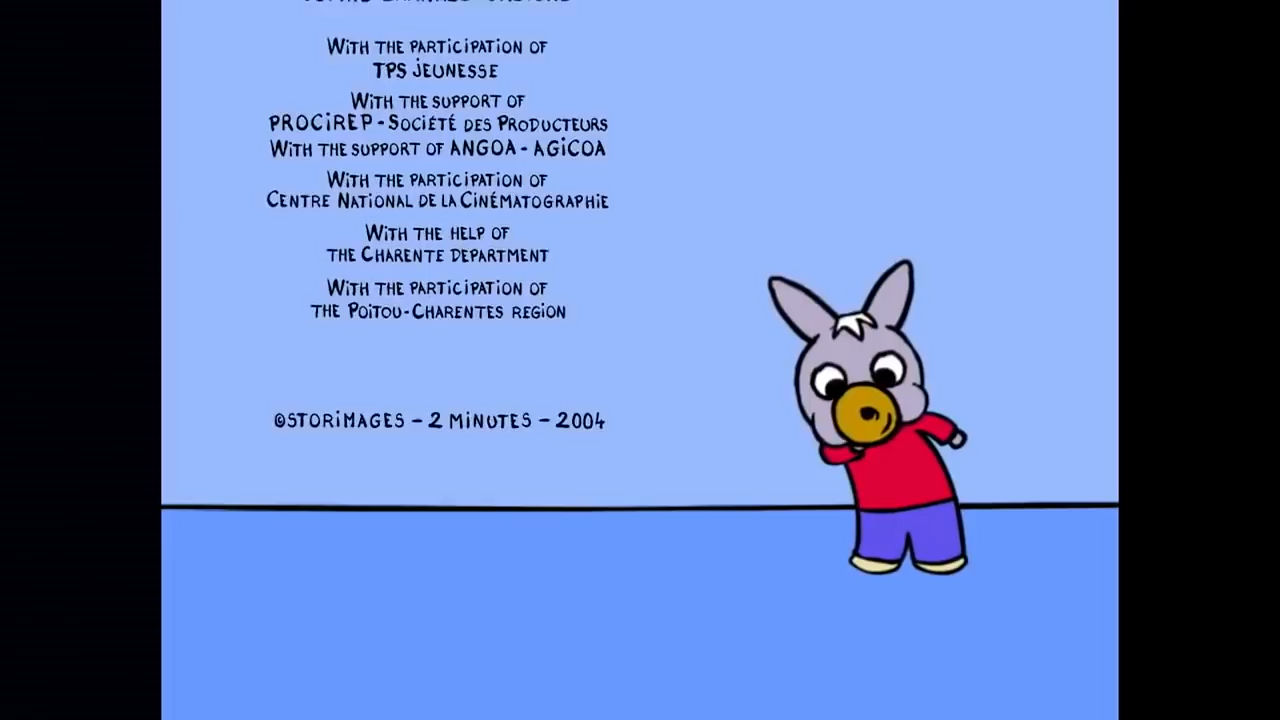 With the participation of
TPS Jeunesse
With the support of
PROCiREP - Société des Producteurs
With the support of ANGOA - AGiCOA
With the participation of
Centre National de la Cinématographie
With the help of
the Charente department
With the participation of
the Poitou-Charentes region
©STORiMAGES - 2 MiNUTES - 2004